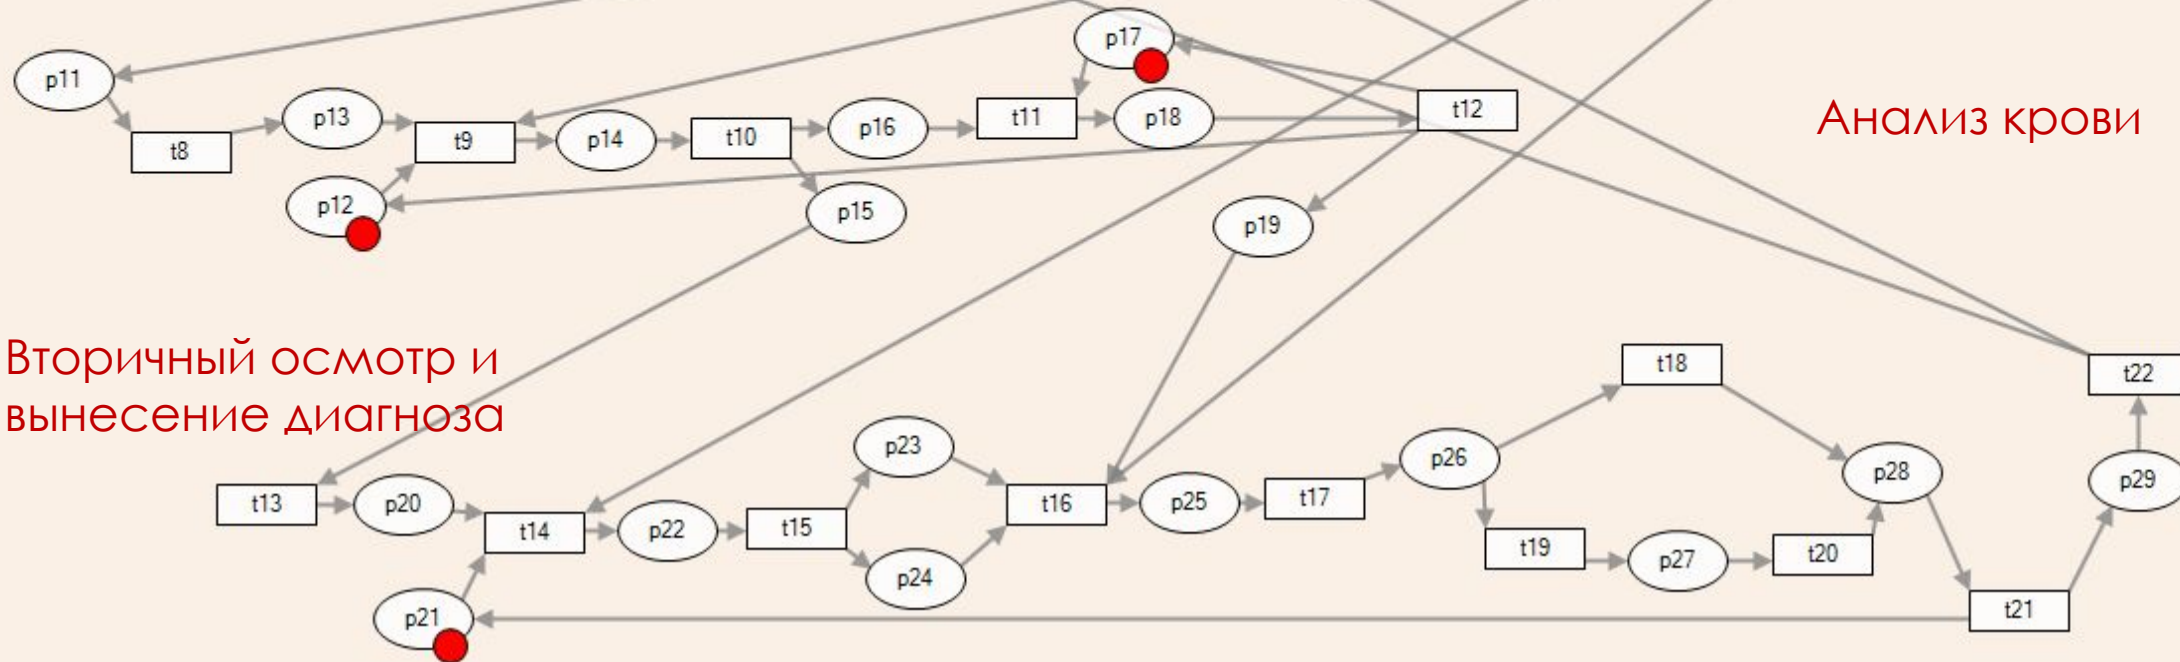 p17
p11
t12
t11
p18
p13
p16
t9
p14
t10
t8
Анализ крови
p12
p15
p19
Вторичный осмотр и
вынесение диагноза
t18
t22
p23
p26
p28
p29
t13
p20
t16
p25
t17
t14
p22
t15
t19
p27
t20
p24
p21
t21